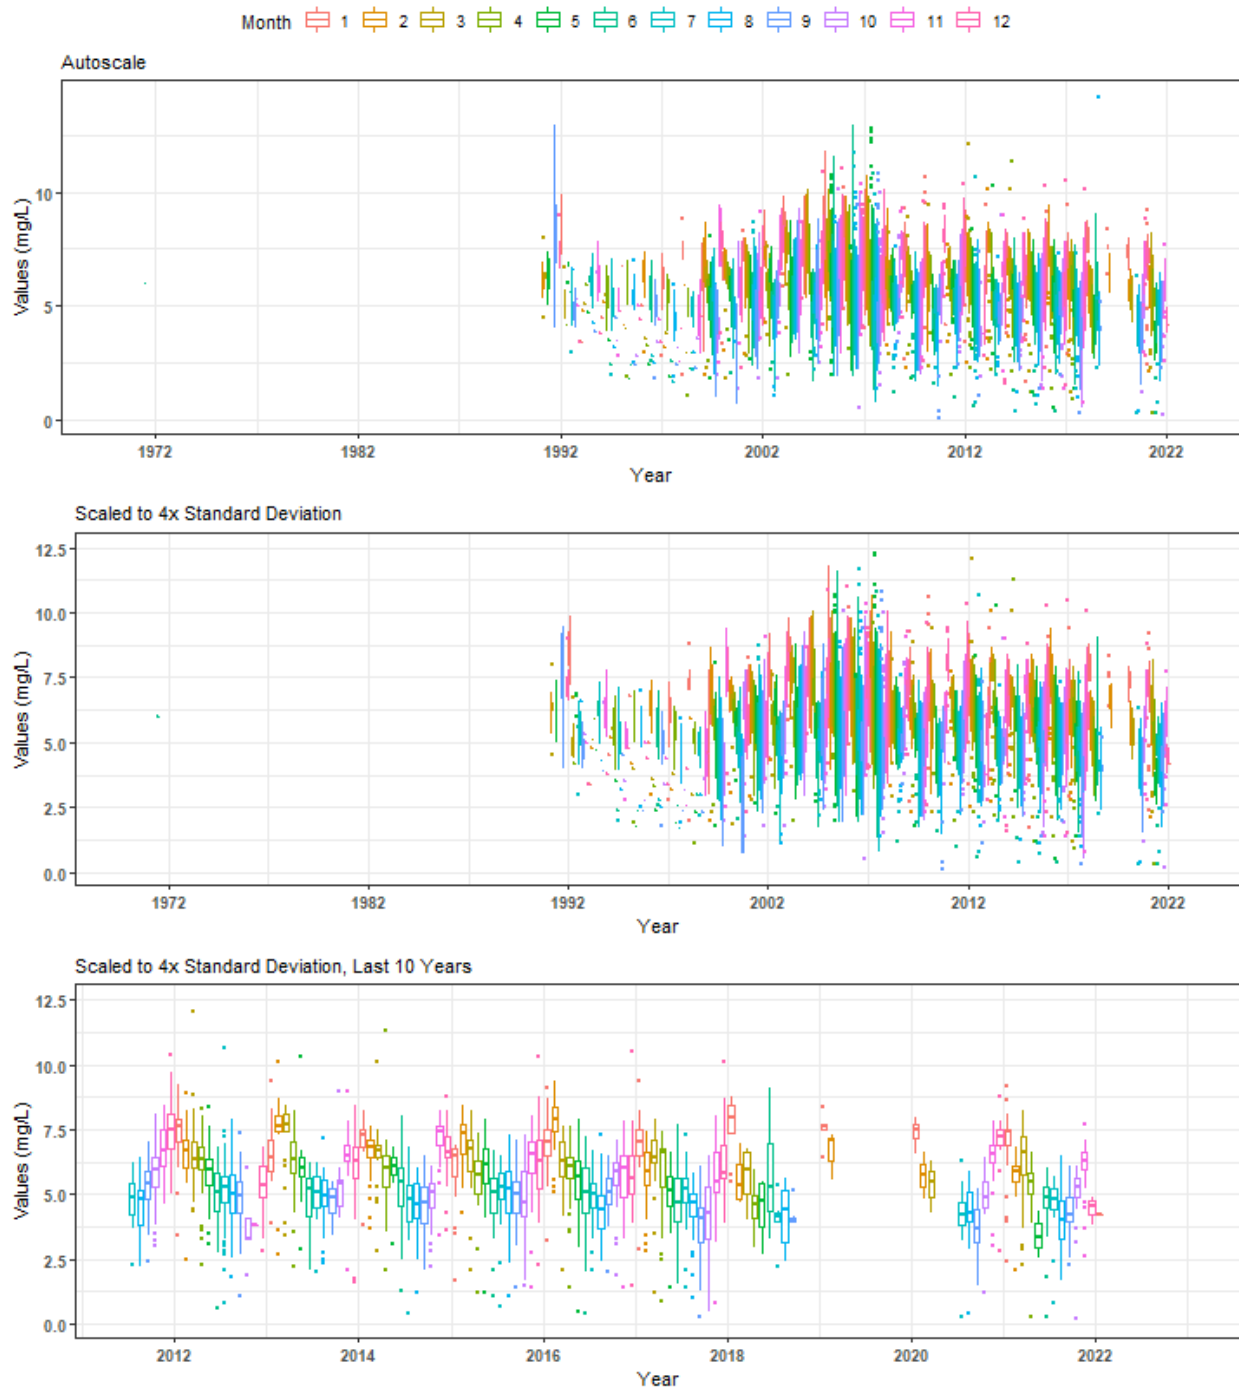 Month 1 2 3 4 5 6 7 8 9 10 11 12
Autoscale
10
5
0
Values (mg/L)
1972 1982 1992 2002 2012 2022
Year
Scaled to 4x Standard Deviation
12.5
10.0
7.5
5.0
2.5
0.0
Values (mg/L)
1972 1982 1992 2002 2012 2022
Year
Scaled to 4x Standard Deviation, Last 10 Years
12.5
10.0
7.5
5.0
2.5
0.0
Values (mg/L)
2012 2014 2016 2018 2020 2022
Year